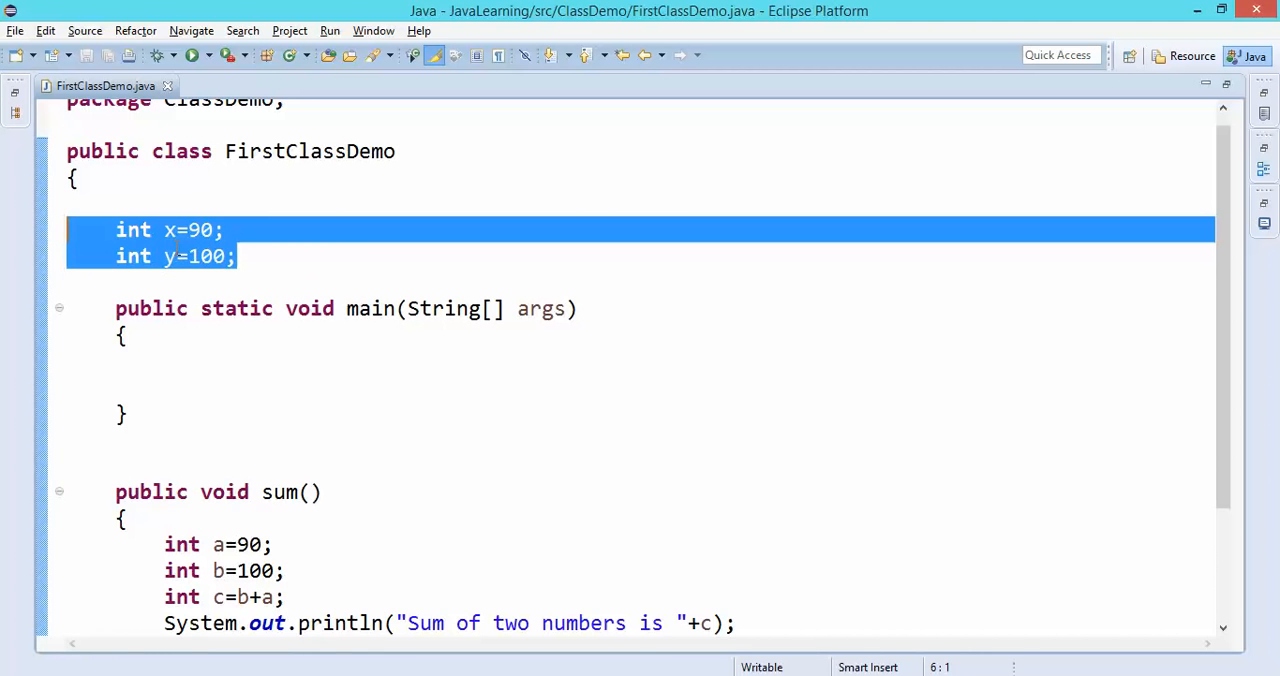 Java - JavaLearning/src/ClassDemo/FirstClassDemo.java - Eclipse Platform
File Edit Source Refactor Navigate Search Project Run Window Help
Quick Access Resource Java
FirstClassDemo.java
package ClassDemo;
public class FirstClassDemo
{
int x=90;
int y=100;
public static void main(String[] args)
{
}
public void sum()
{
int a=90;
int b=100;
int c=b+a;
System.out.println("Sum of two numbers is "+c);
Writable Smart Insert 6 : 1